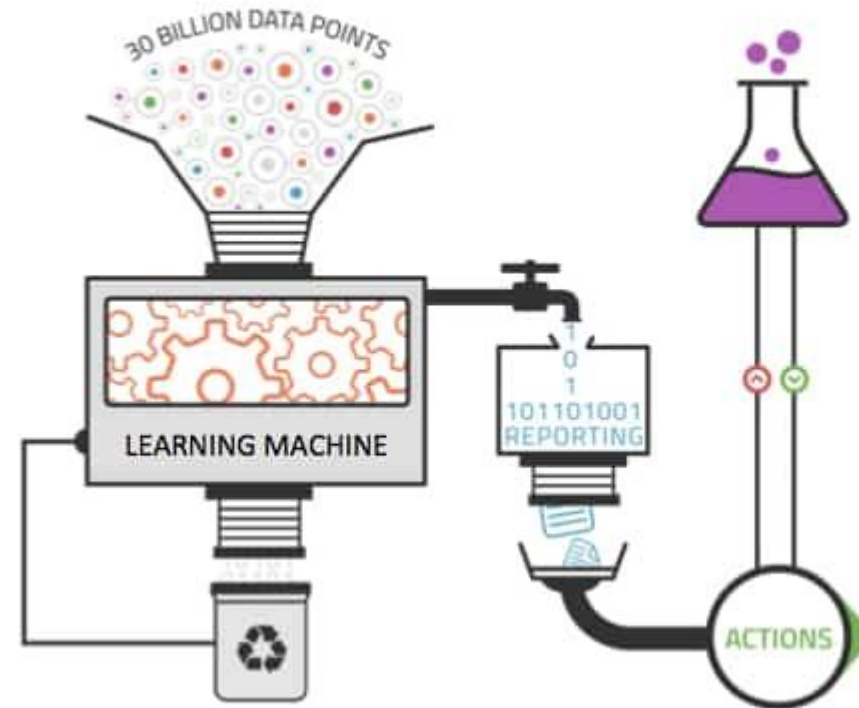 30 BILLION DATA POINTS
LEARNING MACHINE
1
0
1
101101001
REPORTING
ACTIONS